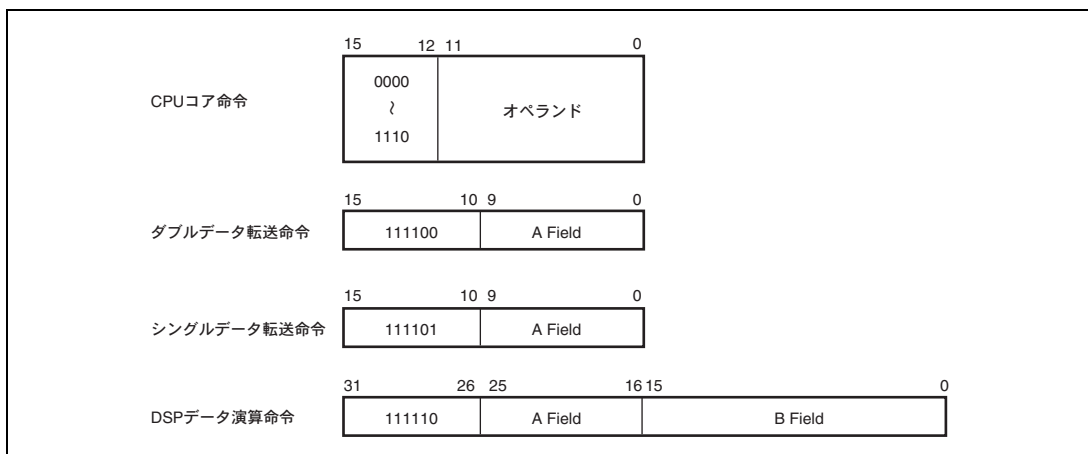 15 12 11 0
CPUコア命令
0000
~
1110
オペランド
15 10 9 0
ダブルデータ転送命令
111100 A Field
15 10 9 0
シングルデータ転送命令
111101 A Field
31 26 25 16 15 0
DSPデータ演算命令
111110 A Field B Field